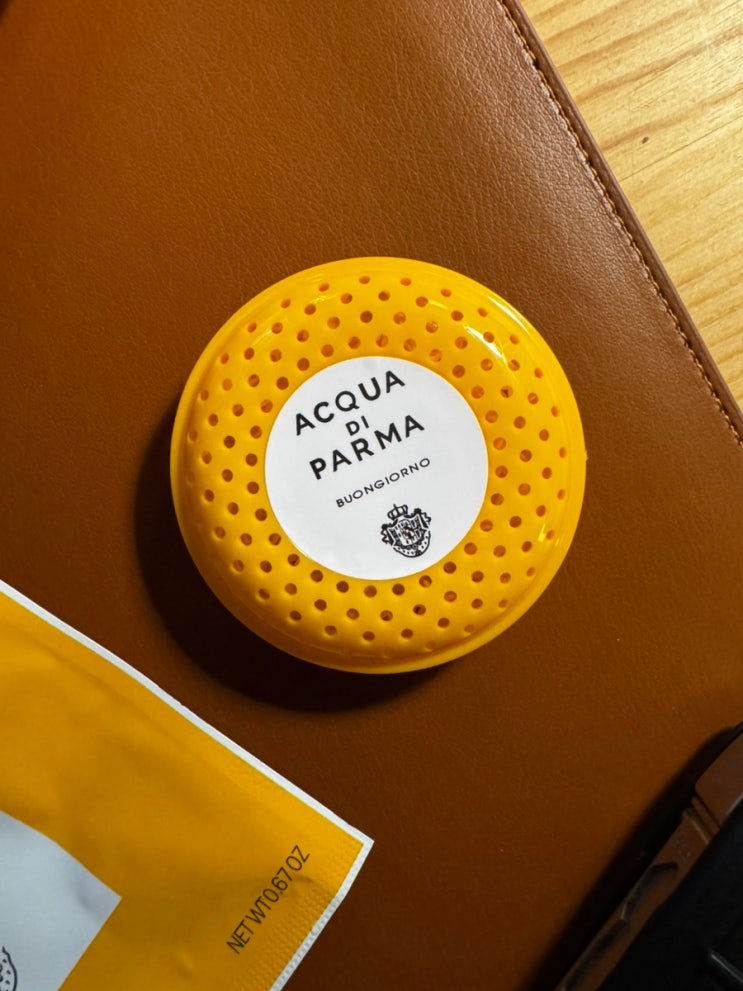 ACQUA
DI
PARMA
BUONGIORNO
NET WT 0.67 OZ